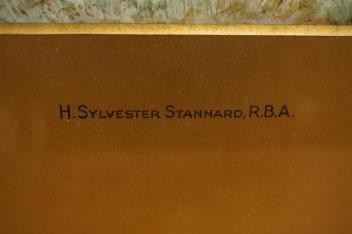 H. SYLVESTER STANNARD, R.B.A.